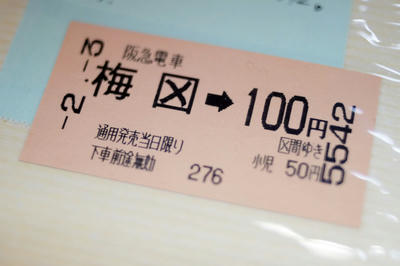 阪急電車
-2.-3
梅 区 ➡ 100円
区間ゆき
通用発売当日限り
小児 50円
下車前途無効
276
5542